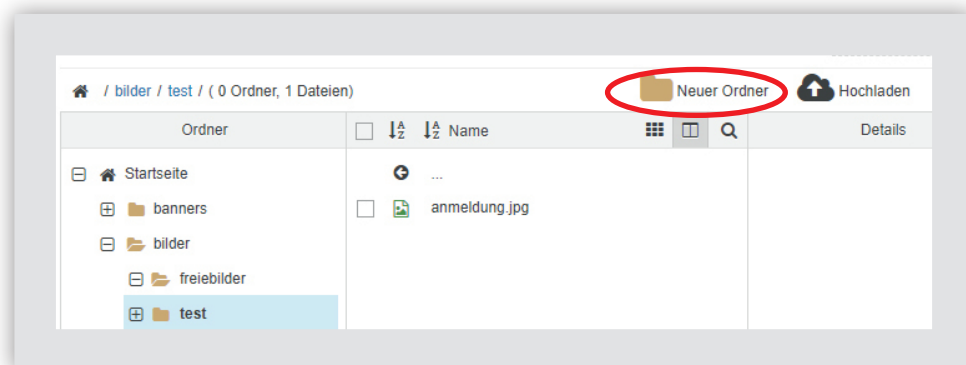 / bilder / test / ( 0 Ordner, 1 Dateien) Neuer Ordner Hochladen
Ordner A Z A Z Name Details
Startseite
...
banners
anmeldung.jpg
bilder
freiebilder
test